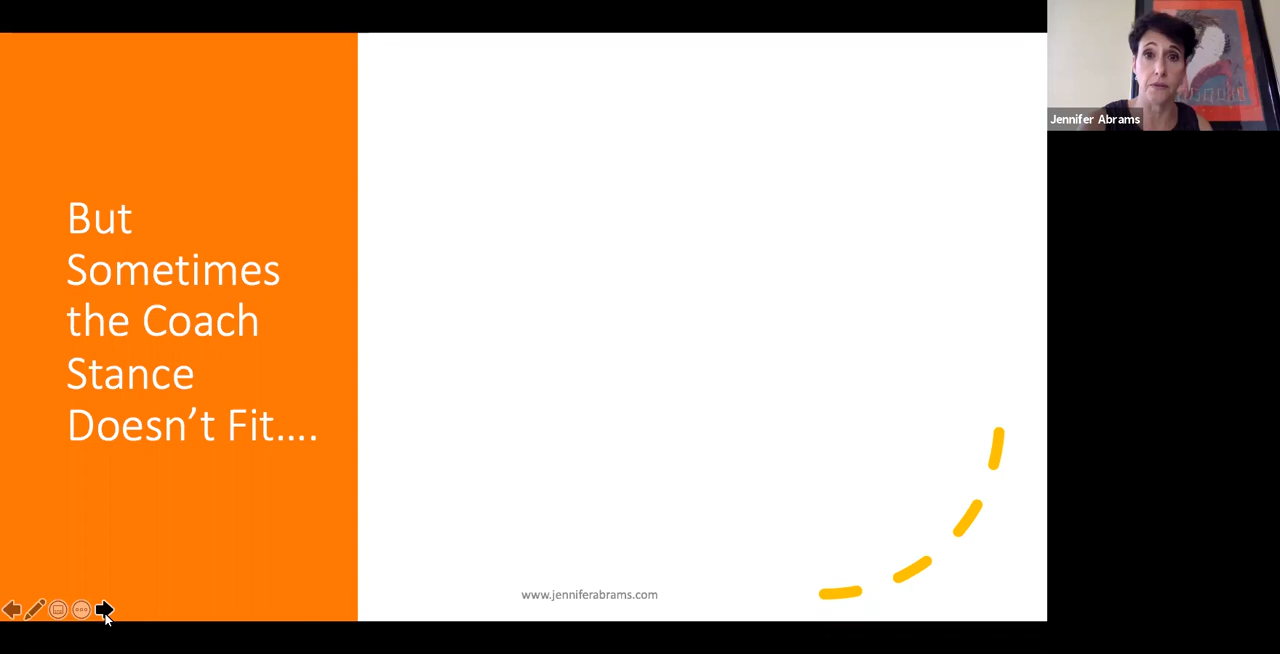 But
Sometimes
the Coach
Stance
Doesn’t Fit....
www.jenniferabrams.com
Jennifer Abrams